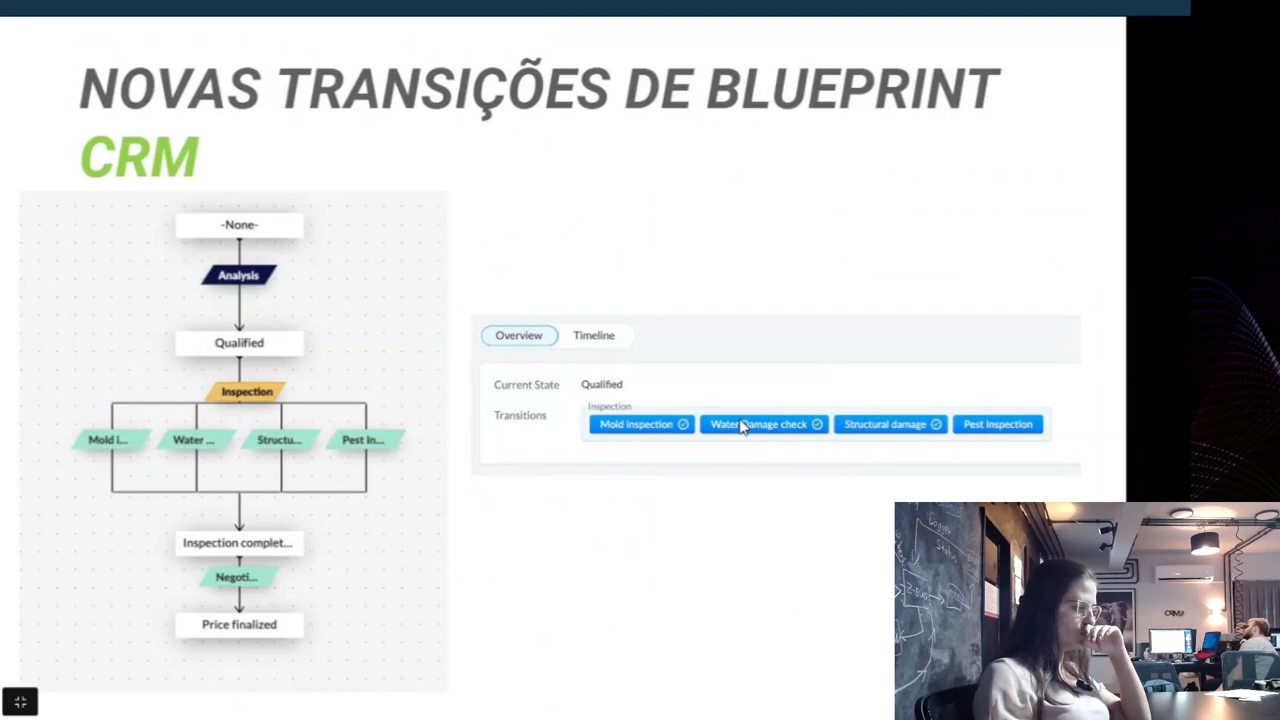 NOVAS TRANSIÇÕES DE BLUEPRINT
CRM
-None-
Analysis
Qualified
Inspection
Mold i...
Water ...
Structu...
Pest In...
Inspection complet...
Negoti...
Price finalized
Overview
Timeline
Current State
Qualified
Transitions
Inspection
Mold inspection
Water Damage check
Structural damage
Pest Inspection
CRM